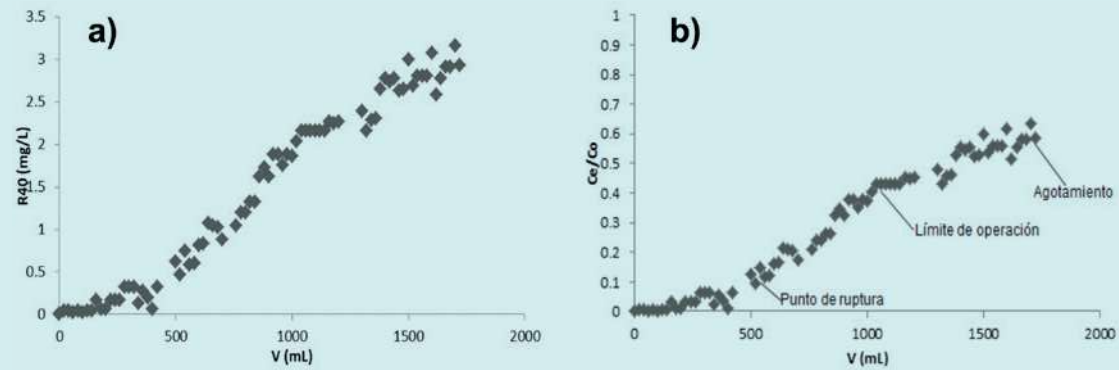 a)
3.5
3
2.5
2
1.5
1
0.5
0
R40 (mg/L)
0 500 1000 1500 2000
V (mL)
b)
1
0.9
0.8
0.7
0.6
0.5
0.4
0.3
0.2
0.1
0
Ce/Co
Agotamiento
Límite de operación
Punto de ruptura
0 500 1000 1500 2000
V (mL)